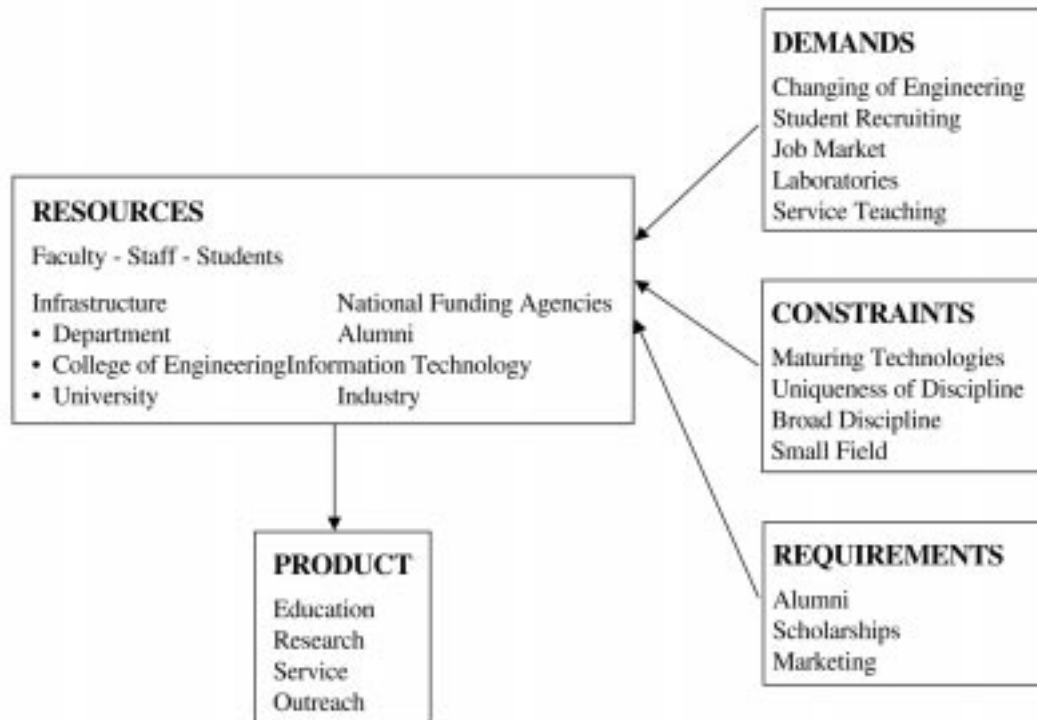 DEMANDS
Changing of Engineering
Student Recruiting
Job Market
Laboratories
Service Teaching
RESOURCES
Faculty - Staff - Students
Infrastructure National Funding Agencies
• Department Alumni
• College of EngineeringInformation Technology
• University Industry
CONSTRAINTS
Maturing Technologies
Uniqueness of Discipline
Broad Discipline
Small Field
PRODUCT
Education
Research
Service
Outreach
REQUIREMENTS
Alumni
Scholarships
Marketing